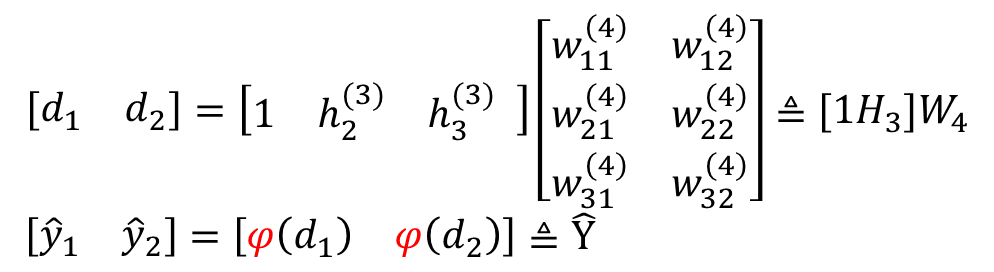 [d₁ d₂] = [1 h₂⁽³⁾ h₃⁽³⁾] [w₁₁⁽⁴⁾ w₁₂⁽⁴⁾; w₂₁⁽⁴⁾ w₂₂⁽⁴⁾; w₃₁⁽⁴⁾ w₃₂⁽⁴⁾] ≜ [1H₃]W₄
[ŷ₁ ŷ₂] = [φ(d₁) φ(d₂)] ≜ Ŷ